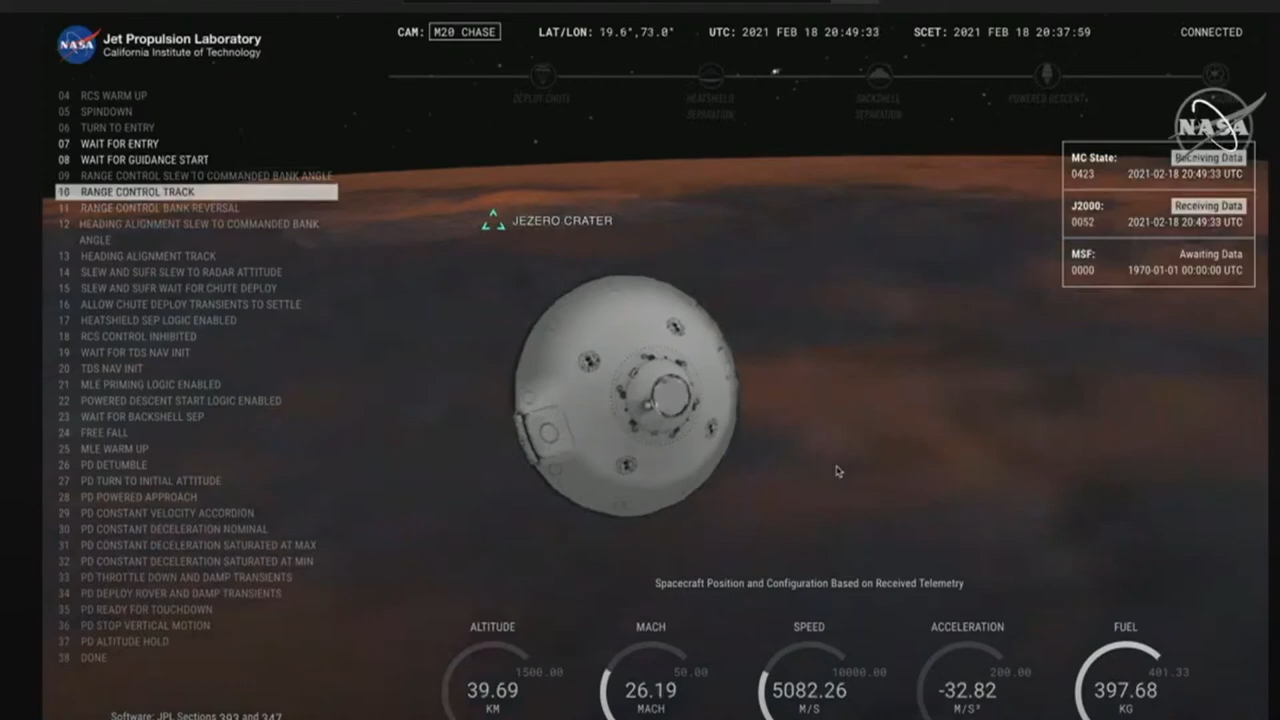 NASA
Jet Propulsion Laboratory
California Institute of Technology
CAM: M20 CHASE LAT/LON: 19.6°,73.0° UTC: 2021 FEB 18 20:49:33 SCET: 2021 FEB 18 20:37:59 CONNECTED
DEPLOY CHUTE
HEATSHIELD SEPARATION
BACKSHELL SEPARATION
POWERED DESCENT
NASA
04 RCS WARM UP
05 SPINDOWN
06 TURN TO ENTRY
07 WAIT FOR ENTRY
08 WAIT FOR GUIDANCE START
09 RANGE CONTROL SLEW TO COMMANDED BANK ANGLE
10 RANGE CONTROL TRACK
11 RANGE CONTROL BANK REVERSAL
12 HEADING ALIGNMENT SLEW TO COMMANDED BANK
ANGLE
13 HEADING ALIGNMENT TRACK
14 SLEW AND SUFR SLEW TO RADAR ATTITUDE
15 SLEW AND SUFR WAIT FOR CHUTE DEPLOY
16 ALLOW CHUTE DEPLOY TRANSIENTS TO SETTLE
17 HEATSHIELD SEP LOGIC ENABLED
18 RCS CONTROL INHIBITED
19 WAIT FOR TDS NAV INIT
20 TDS NAV INIT
21 MLE PRIMING LOGIC ENABLED
22 POWERED DESCENT START LOGIC ENABLED
23 WAIT FOR BACKSHELL SEP
24 FREE FALL
25 MLE WARM UP
26 PD DETUMBLE
27 PD TURN TO INITIAL ATTITUDE
28 PD POWERED APPROACH
29 PD CONSTANT VELOCITY ACCORDION
30 PD CONSTANT DECELERATION NOMINAL
31 PD CONSTANT DECELERATION SATURATED AT MAX
32 PD CONSTANT DECELERATION SATURATED AT MIN
33 PD THROTTLE DOWN AND DAMP TRANSIENTS
34 PD DEPLOY ROVER AND DAMP TRANSIENTS
35 PD READY FOR TOUCHDOWN
36 PD STOP VERTICAL MOTION
37 PD ALTITUDE HOLD
38 DONE
Software: JPL Sections 393 and 347
JEZERO CRATER
MC State: Receiving Data
0423 2021-02-18 20:49:33 UTC
J2000: Receiving Data
0052 2021-02-18 20:49:33 UTC
MSF: Awaiting Data
0000 1970-01-01 00:00:00 UTC
Spacecraft Position and Configuration Based on Received Telemetry
ALTITUDE MACH SPEED ACCELERATION FUEL
1500.00 50.00 10000.00 200.00 401.33
39.69 26.19 5082.26 -32.82 397.68
KM MACH M/S M/S² KG